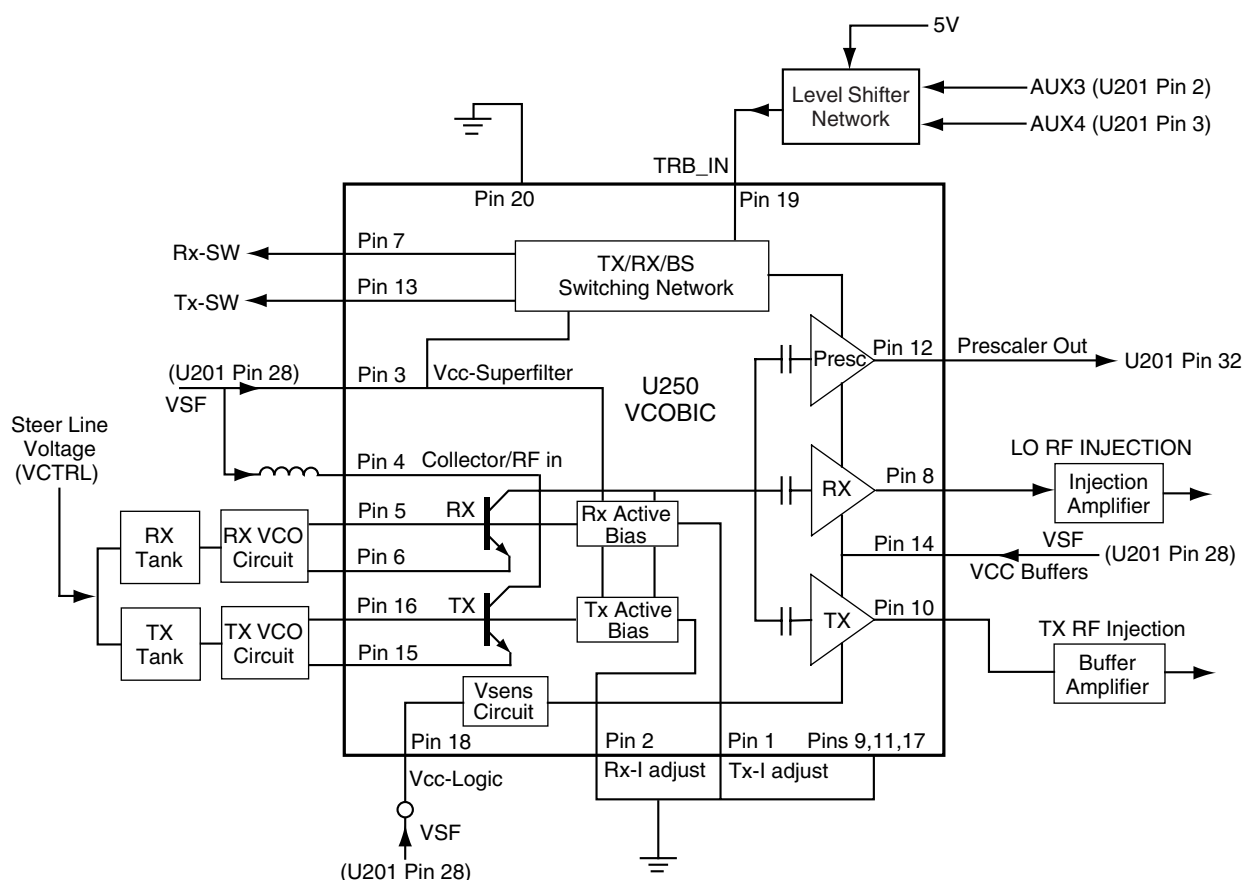 5V
Level Shifter
Network
AUX3 (U201 Pin 2)
AUX4 (U201 Pin 3)
TRB_IN
Pin 20
Pin 19
Rx-SW
Pin 7
Tx-SW
Pin 13
TX/RX/BS
Switching Network
Presc
Pin 12
Prescaler Out
U201 Pin 32
(U201 Pin 28)
VSF
Pin 3
Vcc-Superfilter
U250
VCOBIC
Steer Line
Voltage
(VCTRL)
Pin 4
Collector/RF in
RX
Pin 8
LO RF INJECTION
Injection
Amplifier
RX
Tank
RX VCO
Circuit
Pin 5
Pin 6
RX
Rx Active
Bias
Pin 14
VSF
VCC Buffers
(U201 Pin 28)
TX
Tank
TX VCO
Circuit
Pin 16
Pin 15
TX
Tx Active
Bias
TX
Pin 10
TX RF Injection
Buffer
Amplifier
Vsens
Circuit
Pin 18
Pin 2
Pin 1
Pins 9,11,17
Vcc-Logic
Rx-I adjust
Tx-I adjust
VSF
(U201 Pin 28)